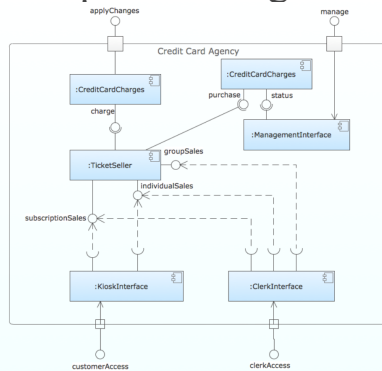 applyChanges
manage
Credit Card Agency
:CreditCardCharges
:CreditCardCharges
purchase
status
charge
:ManagementInterface
groupSales
:TicketSeller
individualSales
subscriptionSales
:KioskInterface
:ClerkInterface
customerAccess
clerkAccess